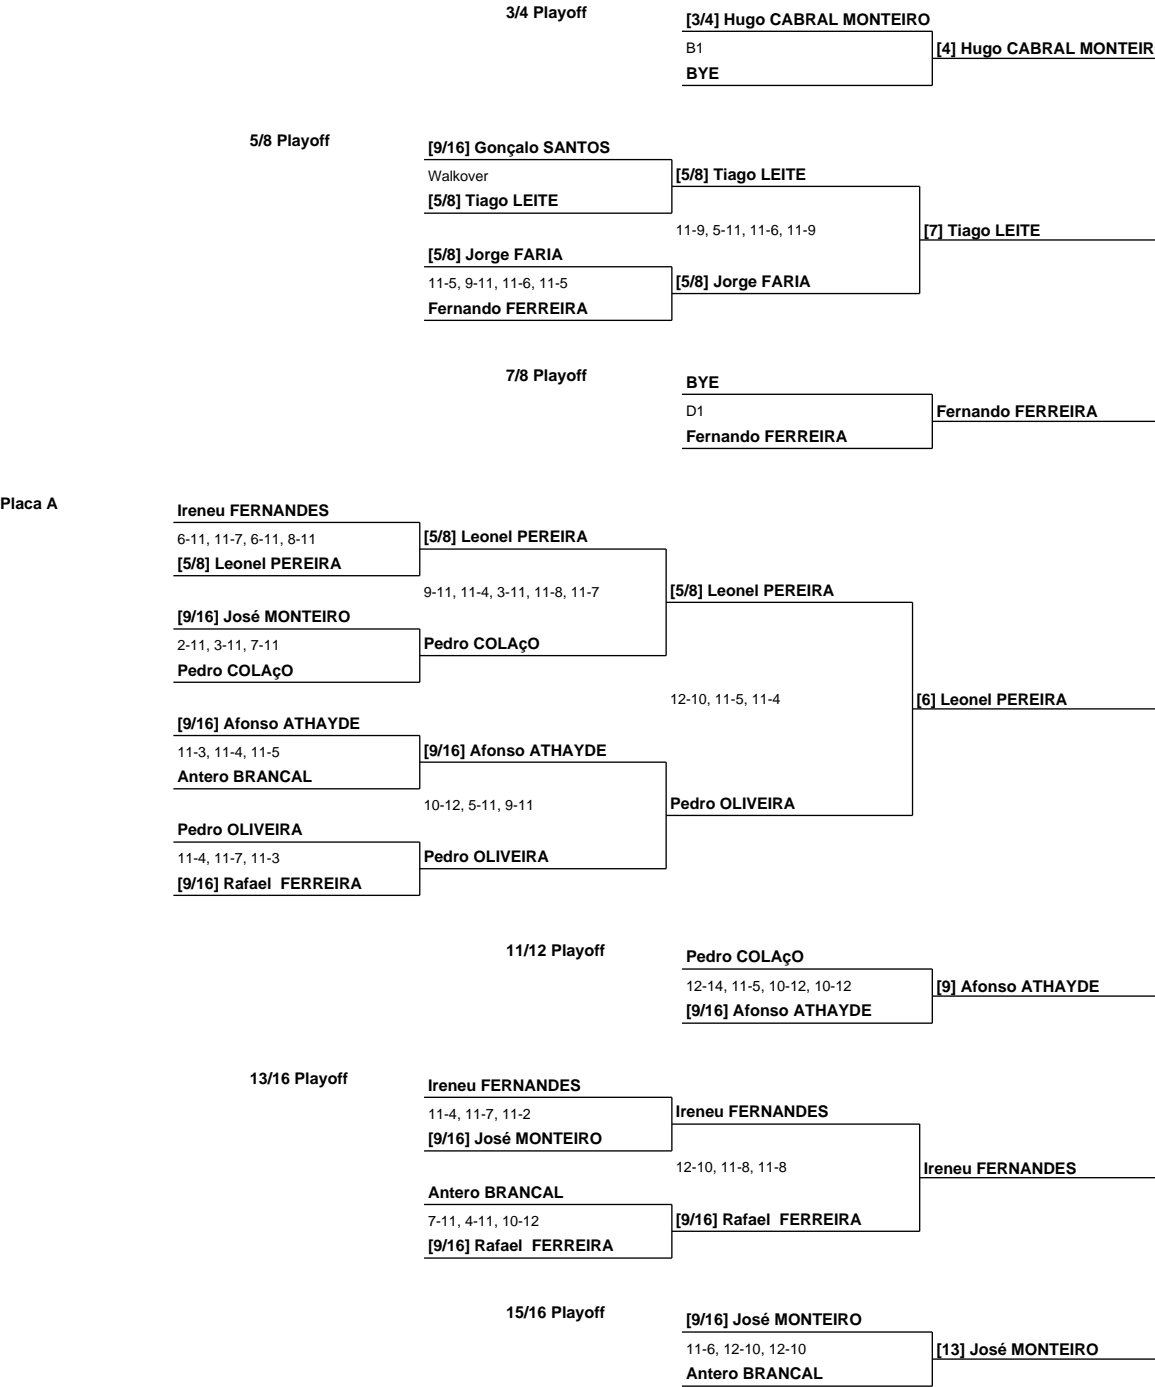 3/4 Playoff
[3/4] Hugo CABRAL MONTEIRO
B1
BYE
[4] Hugo CABRAL MONTEIR
5/8 Playoff
[9/16] Gonçalo SANTOS
Walkover
[5/8] Tiago LEITE
[5/8] Tiago LEITE
11-9, 5-11, 11-6, 11-9
[7] Tiago LEITE
[5/8] Jorge FARIA
11-5, 9-11, 11-6, 11-5
Fernando FERREIRA
[5/8] Jorge FARIA
7/8 Playoff
BYE
D1
Fernando FERREIRA
Fernando FERREIRA
Placa A
Ireneu FERNANDES
6-11, 11-7, 6-11, 8-11
[5/8] Leonel PEREIRA
[5/8] Leonel PEREIRA
9-11, 11-4, 3-11, 11-8, 11-7
[5/8] Leonel PEREIRA
[9/16] José MONTEIRO
2-11, 3-11, 7-11
Pedro COLAçO
Pedro COLAçO
12-10, 11-5, 11-4
[6] Leonel PEREIRA
[9/16] Afonso ATHAYDE
11-3, 11-4, 11-5
Antero BRANCAL
[9/16] Afonso ATHAYDE
10-12, 5-11, 9-11
Pedro OLIVEIRA
Pedro OLIVEIRA
11-4, 11-7, 11-3
[9/16] Rafael  FERREIRA
Pedro OLIVEIRA
11/12 Playoff
Pedro COLAçO
12-14, 11-5, 10-12, 10-12
[9/16] Afonso ATHAYDE
[9] Afonso ATHAYDE
13/16 Playoff
Ireneu FERNANDES
11-4, 11-7, 11-2
[9/16] José MONTEIRO
Ireneu FERNANDES
12-10, 11-8, 11-8
Ireneu FERNANDES
Antero BRANCAL
7-11, 4-11, 10-12
[9/16] Rafael  FERREIRA
[9/16] Rafael  FERREIRA
15/16 Playoff
[9/16] José MONTEIRO
11-6, 12-10, 12-10
Antero BRANCAL
[13] José MONTEIRO